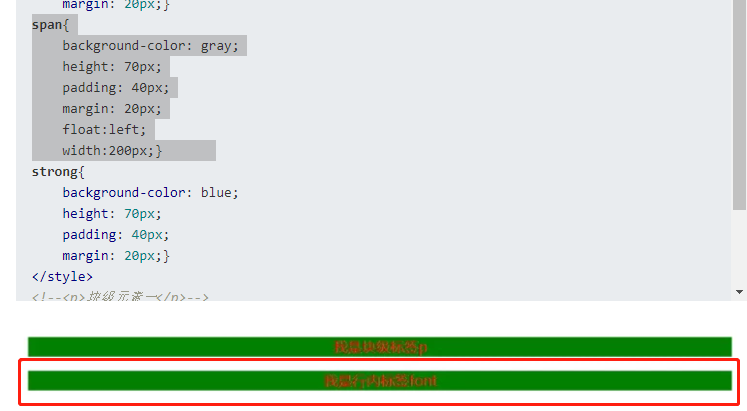 margin: 20px;}
span{
background-color: gray;
height: 70px;
padding: 40px;
margin: 20px;
float:left;
width:200px;}
strong{
background-color: blue;
height: 70px;
padding: 40px;
margin: 20px;}
</style>
<!--<p>块级元素一</p>-->
我是块级标签p
我是行内标签font